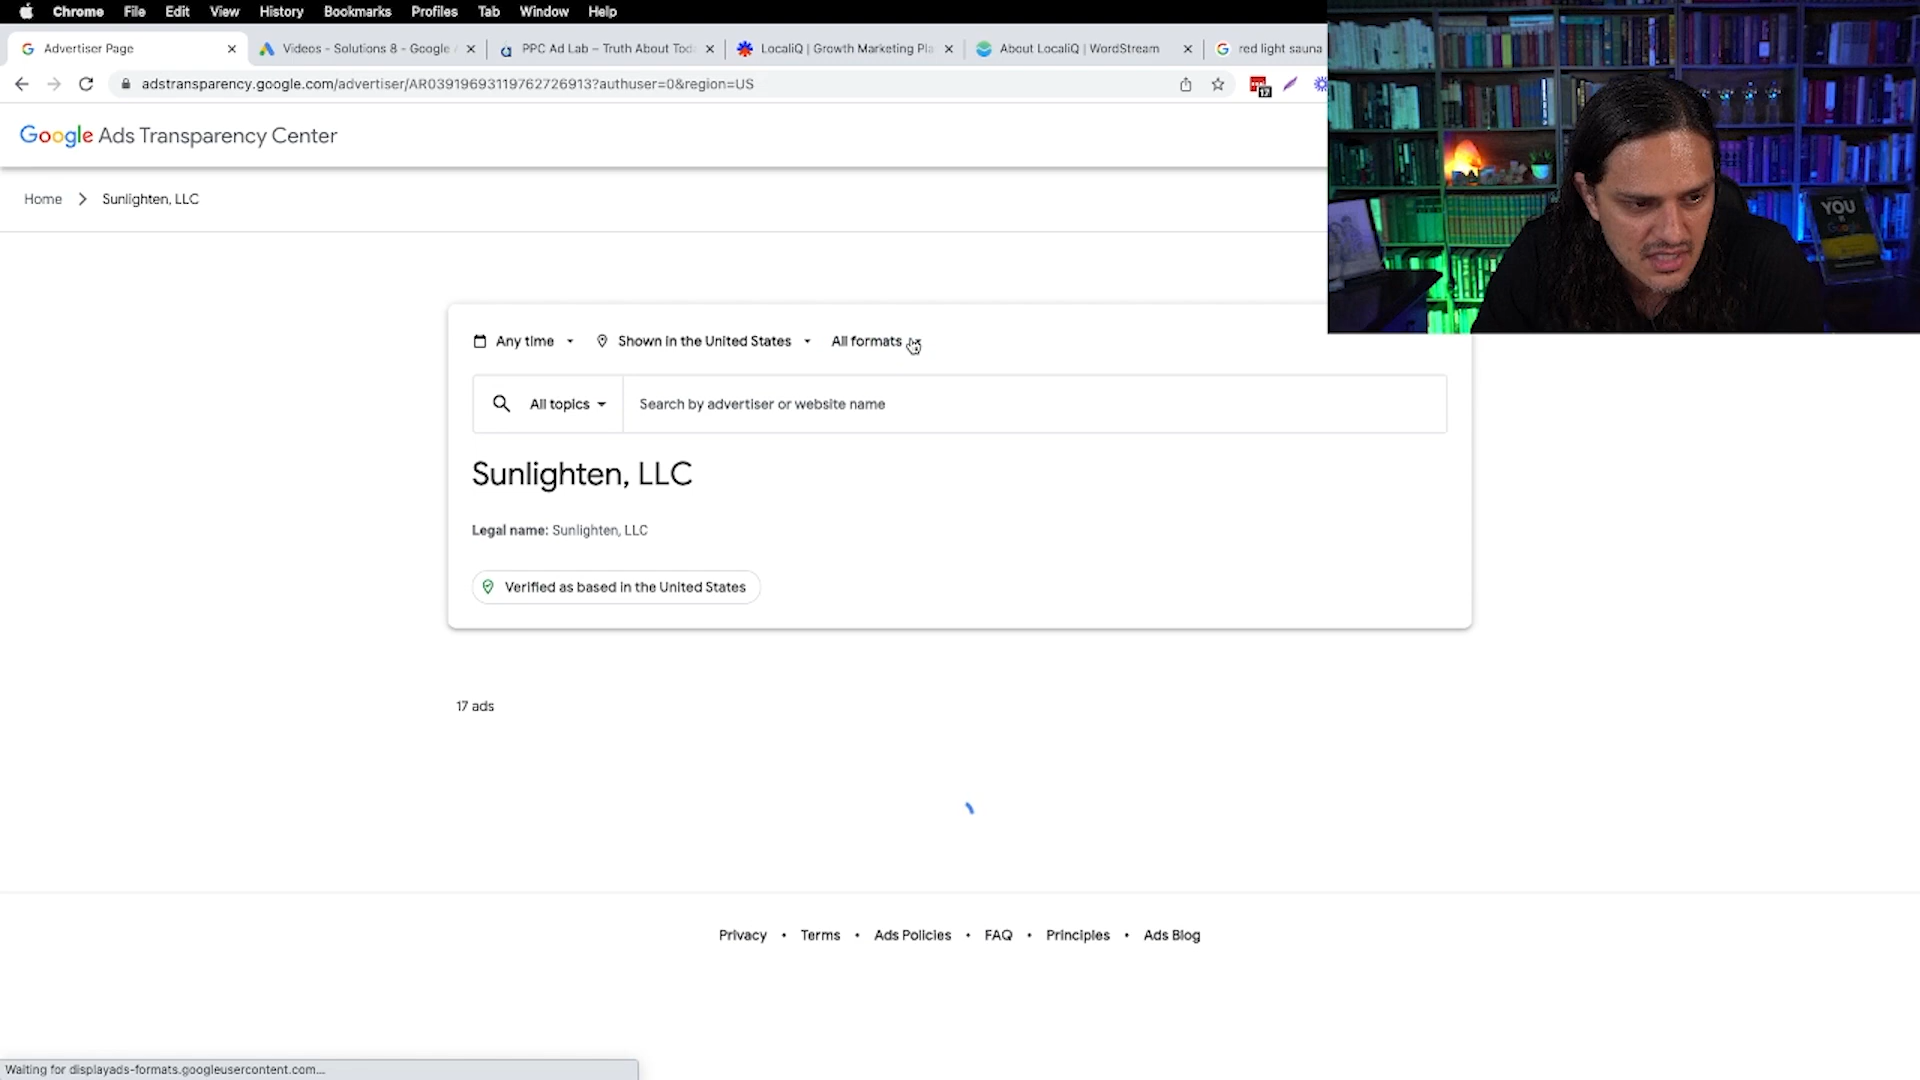 Chrome File Edit View History Bookmarks Profiles Tab Window Help
Advertiser Page
Videos - Solutions 8 - Google
PPC Ad Lab – Truth About Tod
LocaliQ | Growth Marketing Pla
About LocaliQ | WordStream
red light sauna
adstransparency.google.com/advertiser/AR03919693119762726913?authuser=0&region=US
17
Google Ads Transparency Center
Home Sunlighten, LLC
YOU
Google
Any time Shown in the United States All formats
All topics Search by advertiser or website name
Sunlighten, LLC
Legal name: Sunlighten, LLC
Verified as based in the United States
17 ads
Privacy • Terms • Ads Policies • FAQ • Principles • Ads Blog
Waiting for displayads-formats.googleusercontent.com...